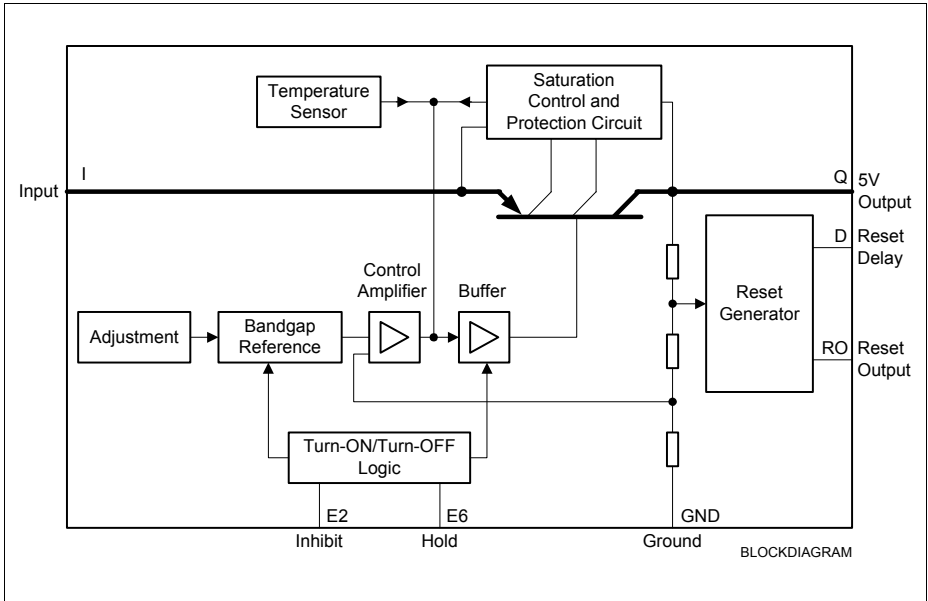 Temperature
Sensor
Saturation
Control and
Protection Circuit
I
Input
Q
5V
Output
D
Reset
Delay
Control
Amplifier
Buffer
Reset
Generator
Adjustment
Bandgap
Reference
RO
Reset
Output
Turn-ON/Turn-OFF
Logic
E2
E6
GND
Inhibit
Hold
Ground
BLOCKDIAGRAM